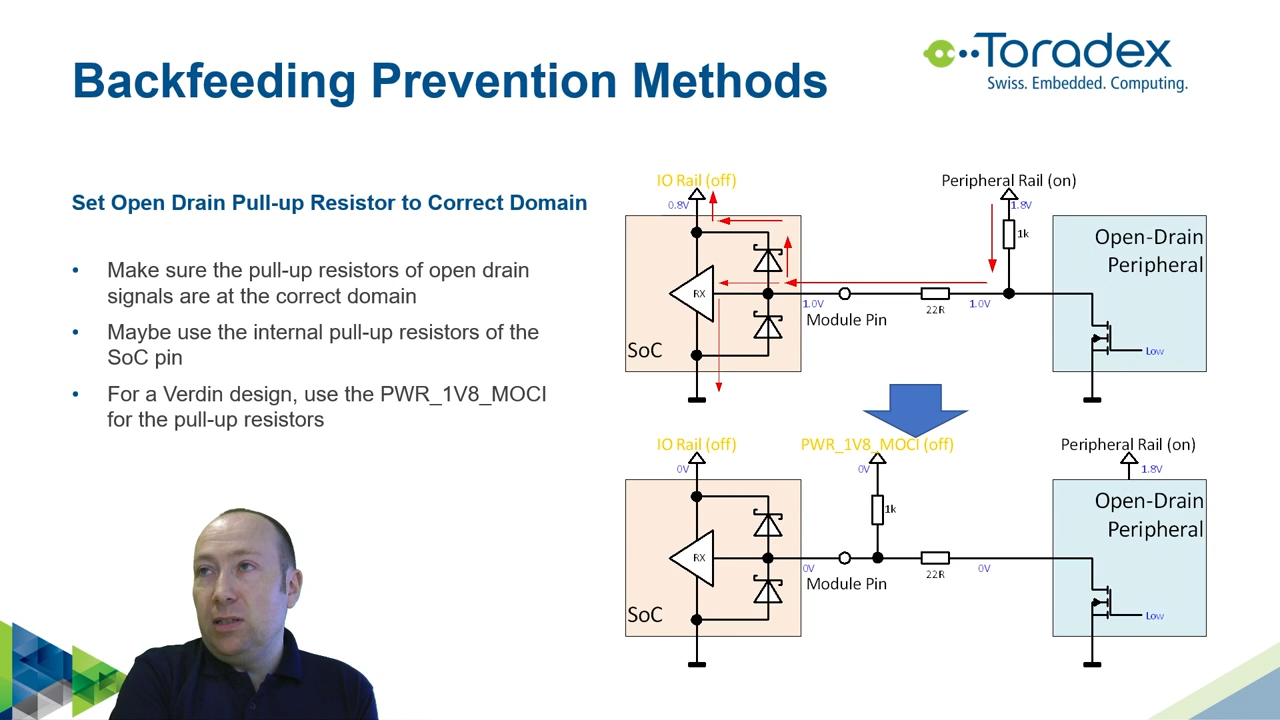 Backfeeding Prevention Methods
Toradex
Swiss. Embedded. Computing.
Set Open Drain Pull-up Resistor to Correct Domain
• Make sure the pull-up resistors of open drain
signals are at the correct domain
• Maybe use the internal pull-up resistors of the
SoC pin
• For a Verdin design, use the PWR_1V8_MOCI
for the pull-up resistors
IO Rail (off)
0.8V
Peripheral Rail (on)
1.8V
1k
Open-Drain
Peripheral
RX
1.0V
Module Pin
22R
1.0V
SoC
Low
IO Rail (off)
0V
PWR_1V8_MOCI (off)
0V
Peripheral Rail (on)
1.8V
1k
Open-Drain
Peripheral
RX
0V
Module Pin
22R
0V
SoC
Low